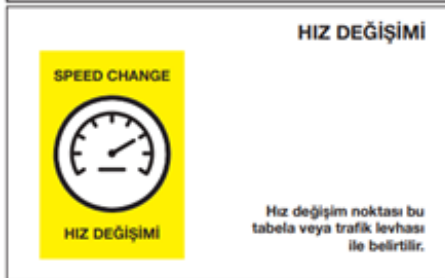 HIZ DEĞİŞİMİ
SPEED CHANGE
HIZ DEĞİŞİMİ
Hız değişim noktası bu
tabela veya trafik levhası
ile belirtilir.